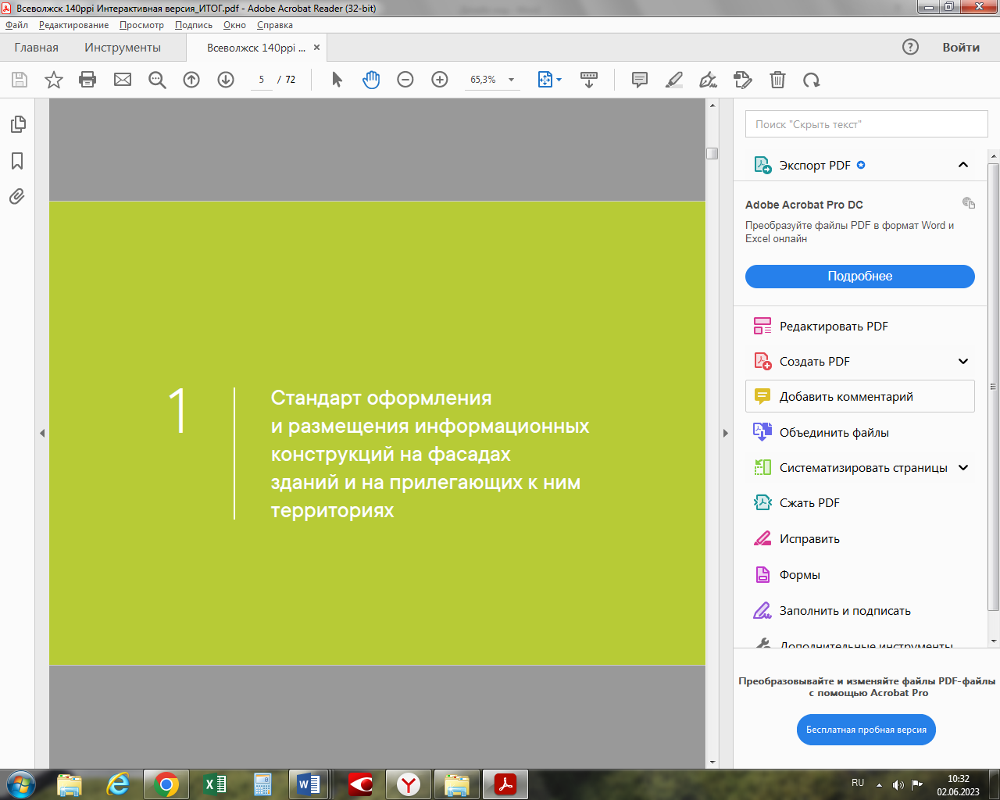 Всеволжск 140ppi Интерактивная версия_ИТОГ.pdf - Adobe Acrobat Reader (32-bit)
Файл Редактирование Просмотр Подпись Окно Справка
Главная Инструменты Всеволжск 140ppi ... × ? Войти
5 / 72 65,3%
Поиск "Скрыть текст"
Экспорт PDF
Adobe Acrobat Pro DC
Преобразуйте файлы PDF в формат Word и
Excel онлайн
Подробнее
Редактировать PDF
Создать PDF
Добавить комментарий
Объединить файлы
Систематизировать страницы
Сжать PDF
Исправить
Формы
Заполнить и подписать
Дополнительные инструменты
Преобразовывайте и изменяйте файлы PDF-файлы
с помощью Acrobat Pro
Бесплатная пробная версия
1
Стандарт оформления
и размещения информационных
конструкций на фасадах
зданий и на прилегающих к ним
территориях
RU
10:32
02.06.2023